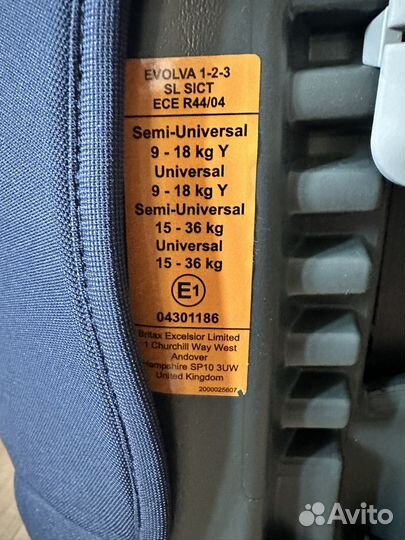 EVOLVA 1-2-3
SL SICT
ECE R44/04
Semi-Universal
9 - 18 kg Y
Universal
9 - 18 kg Y
Semi-Universal
15 - 36 kg
Universal
15 - 36 kg
E1
04301186
Britax Excelsior Limited
1 Churchill Way West
Andover
Hempshire SP10 3UW
United Kingdom
2000025607
Avito